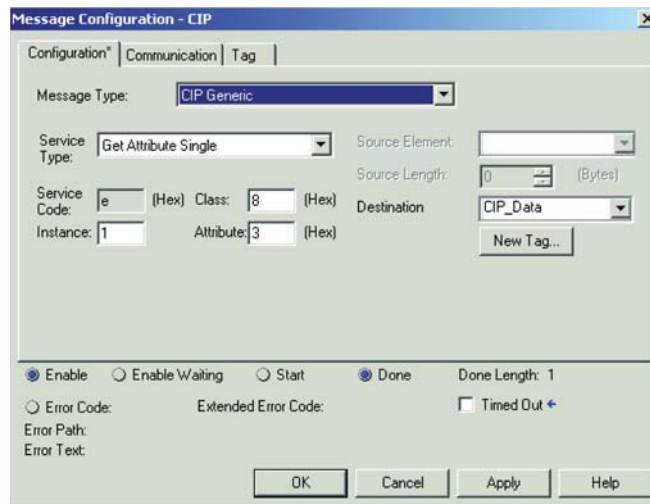 Message Configuration - CIP
Configuration* Communication Tag
Message Type: CIP Generic
Service Type: Get Attribute Single
Source Element:
Source Length: 0 (Bytes)
Service Code: e (Hex) Class: 8 (Hex)
Destination CIP_Data
Instance: 1 Attribute: 3 (Hex)
New Tag...
Enable Enable Waiting Start Done Done Length: 1
Error Code: Extended Error Code: Timed Out ←
Error Path:
Error Text:
OK Cancel Apply Help